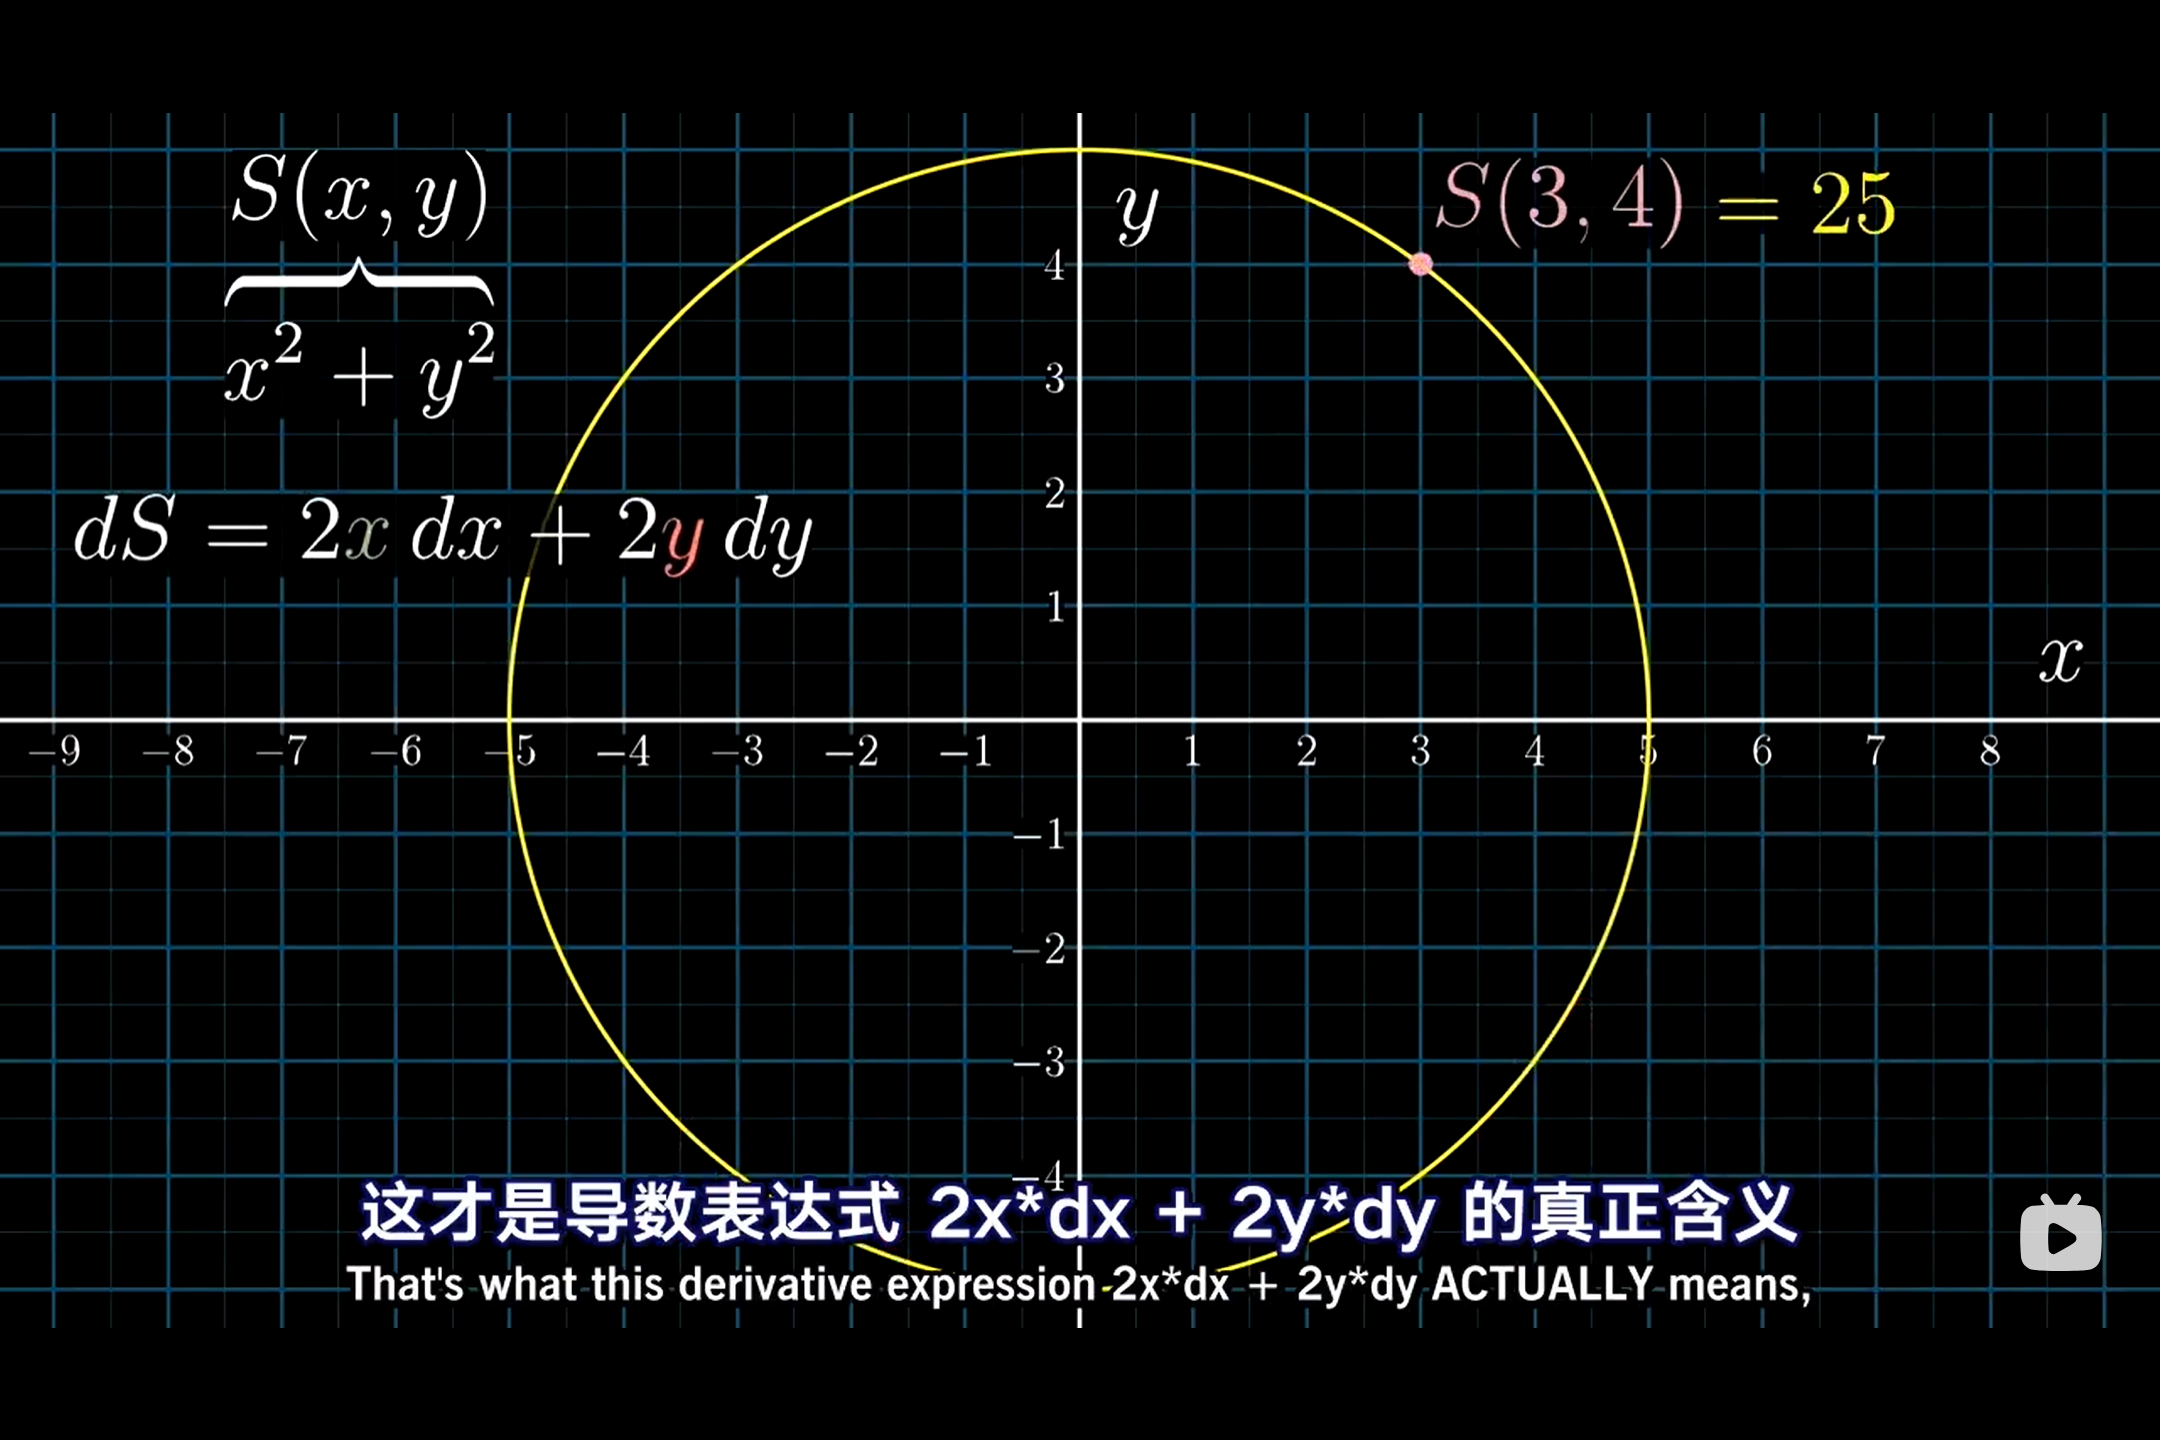 S(x, y)
x² + y²
dS = 2x dx + 2y dy
S(3, 4) = 25
y
x
4
3
2
1
−9 −8 −7 −6 −5 −4 −3 −2 −1 1 2 3 4 5 6 7 8
−1
−2
−3
−4
这才是导数表达式 2x*dx + 2y*dy 的真正含义
That's what this derivative expression 2x*dx + 2y*dy ACTUALLY means,